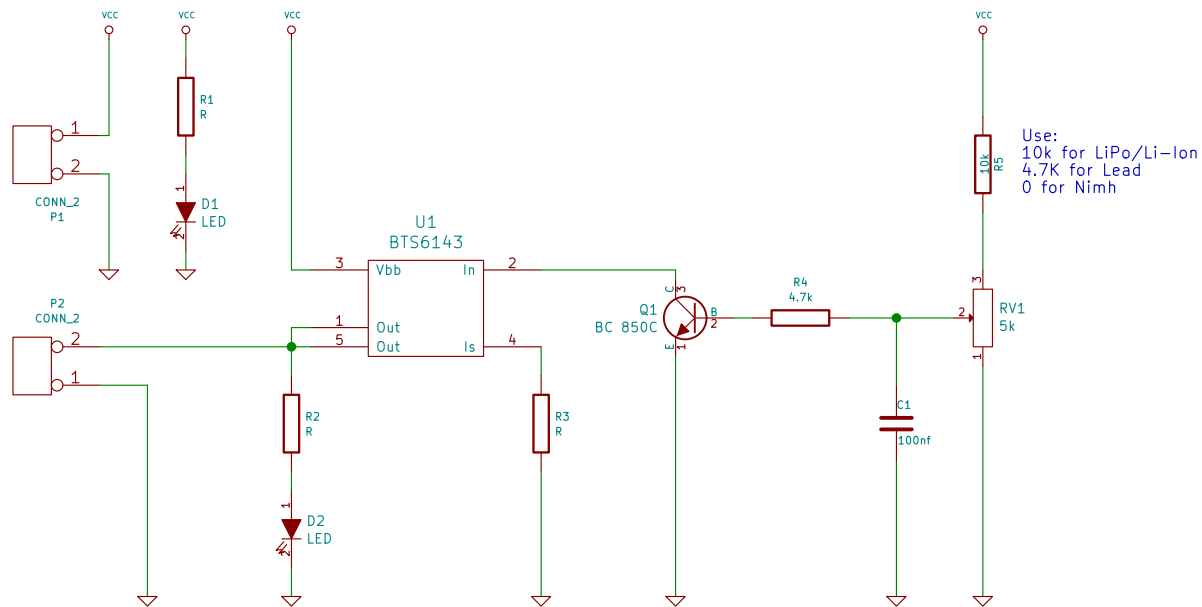 VCC
VCC
VCC
VCC
1
2
CONN_2
P1
R1
R
1
D1
LED
2
Use:
10k for LiPo/Li-Ion
4.7K for Lead
0 for Nimh
10k
R5
U1
BTS6143
3
Vbb
In
2
1
Out
5
Out
Is
4
P2
CONN_2
2
1
C
3
Q1
BC 850C
B
2
E
1
R4
4.7k
3
2
RV1
5k
1
R2
R
R3
R
C1
100nf
1
D2
LED
2